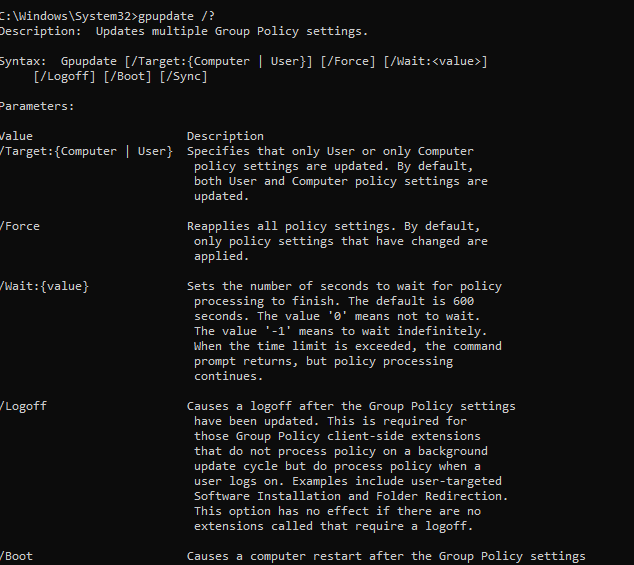 C:\Windows\System32>gpupdate /?
Description:  Updates multiple Group Policy settings.
Syntax:  Gpupdate [/Target:{Computer | User}] [/Force] [/Wait:<value>]
     [/Logoff] [/Boot] [/Sync]
Parameters:
Value                      Description
/Target:{Computer | User}  Specifies that only User or only Computer
                            policy settings are updated. By default,
                            both User and Computer policy settings are
                            updated.
/Force                     Reapplies all policy settings. By default,
                            only policy settings that have changed are
                            applied.
/Wait:{value}              Sets the number of seconds to wait for policy
                            processing to finish. The default is 600
                            seconds. The value '0' means not to wait.
                            The value '-1' means to wait indefinitely.
                            When the time limit is exceeded, the command
                            prompt returns, but policy processing
                            continues.
/Logoff                    Causes a logoff after the Group Policy settings
                            have been updated. This is required for
                            those Group Policy client-side extensions
                            that do not process policy on a background
                            update cycle but do process policy when a
                            user logs on. Examples include user-targeted
                            Software Installation and Folder Redirection.
                            This option has no effect if there are no
                            extensions called that require a logoff.
/Boot                      Causes a computer restart after the Group Policy settings